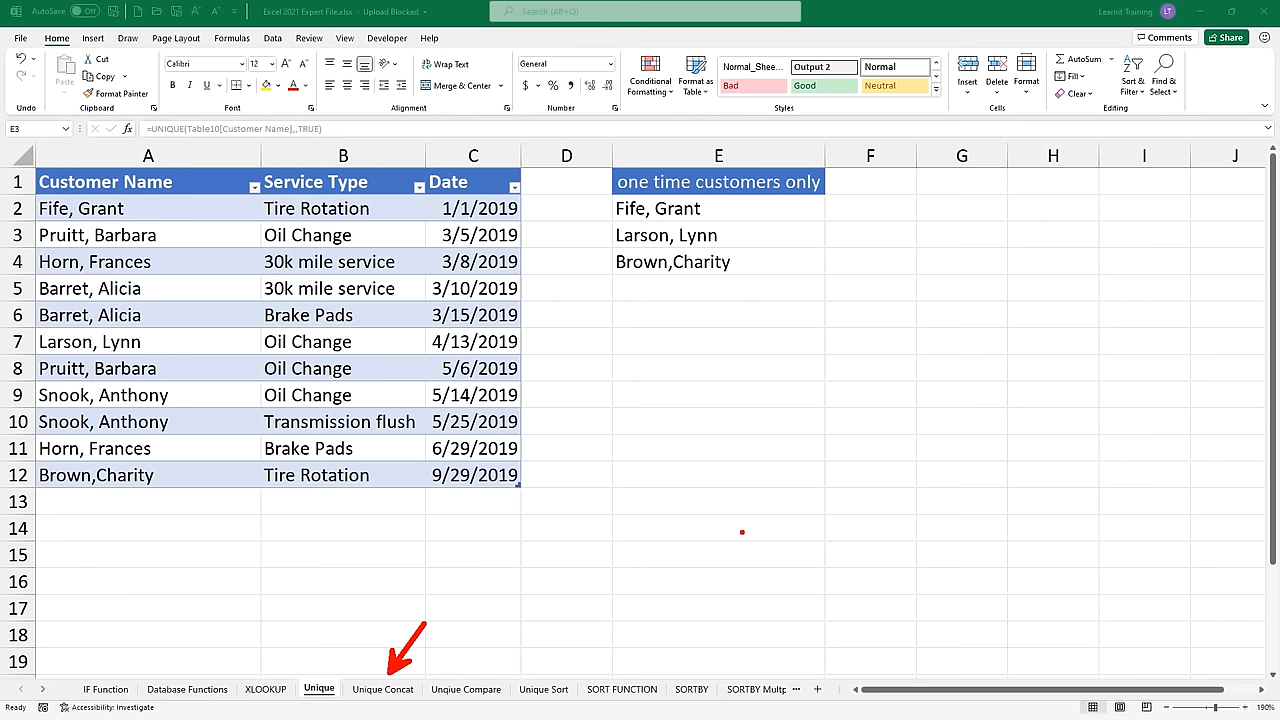 AutoSave Off Excel 2021 Expert File.xlsx - Upload Blocked Search (Alt+Q) Learnit Training LT
File Home Insert Draw Page Layout Formulas Data Review View Developer Help Comments Share
Cut
Copy
Format Painter
Paste
Undo Clipboard
Calibri 12
B I U
Font
Wrap Text
Merge & Center
Alignment
General
$ % 9
Number
Conditional Formatting
Format as Table
Normal_Shee... Output 2 Normal
Bad Good Neutral
Styles
Insert Delete Format
Cells
AutoSum
Fill
Clear
Sort & Filter
Find & Select
Editing
E3 fx =UNIQUE(Table10[Customer Name],,TRUE)
A B C D E F G H I J
1 Customer Name Service Type Date one time customers only
2 Fife, Grant Tire Rotation 1/1/2019 Fife, Grant
3 Pruitt, Barbara Oil Change 3/5/2019 Larson, Lynn
4 Horn, Frances 30k mile service 3/8/2019 Brown,Charity
5 Barret, Alicia 30k mile service 3/10/2019
6 Barret, Alicia Brake Pads 3/15/2019
7 Larson, Lynn Oil Change 4/13/2019
8 Pruitt, Barbara Oil Change 5/6/2019
9 Snook, Anthony Oil Change 5/14/2019
10 Snook, Anthony Transmission flush 5/25/2019
11 Horn, Frances Brake Pads 6/29/2019
12 Brown,Charity Tire Rotation 9/29/2019
13
14
15
16
17
18
19
IF Function Database Functions XLOOKUP Unique Unique Concat Unqiue Compare Unique Sort SORT FUNCTION SORTBY SORTBY Multp ...
Ready Accessibility: Investigate 190%